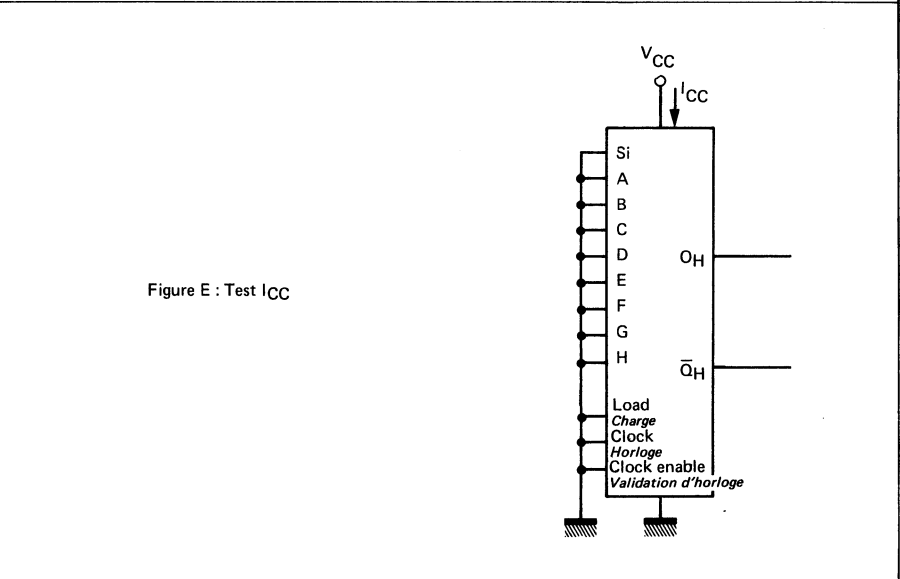 VCC
ICC
Si
A
B
C
D
OH
E
Figure E : Test ICC
F
G
H
Q̅H
Load
Charge
Clock
Horloge
Clock enable
Validation d'horloge